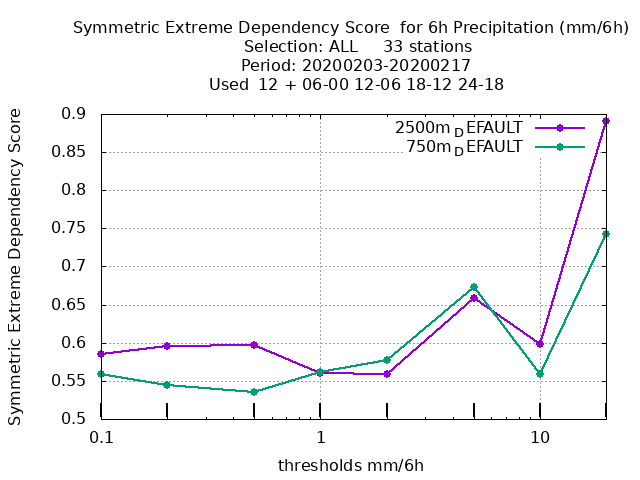 Symmetric Extreme Dependency Score  for 6h Precipitation (mm/6h)
Selection: ALL     33 stations
Period: 20200203-20200217
Used  12 + 06-00 12-06 18-12 24-18
2500mDEFAULT
750mDEFAULT
Symmetric Extreme Dependency Score
0.9
0.85
0.8
0.75
0.7
0.65
0.6
0.55
0.5
0.1 1 10
thresholds mm/6h